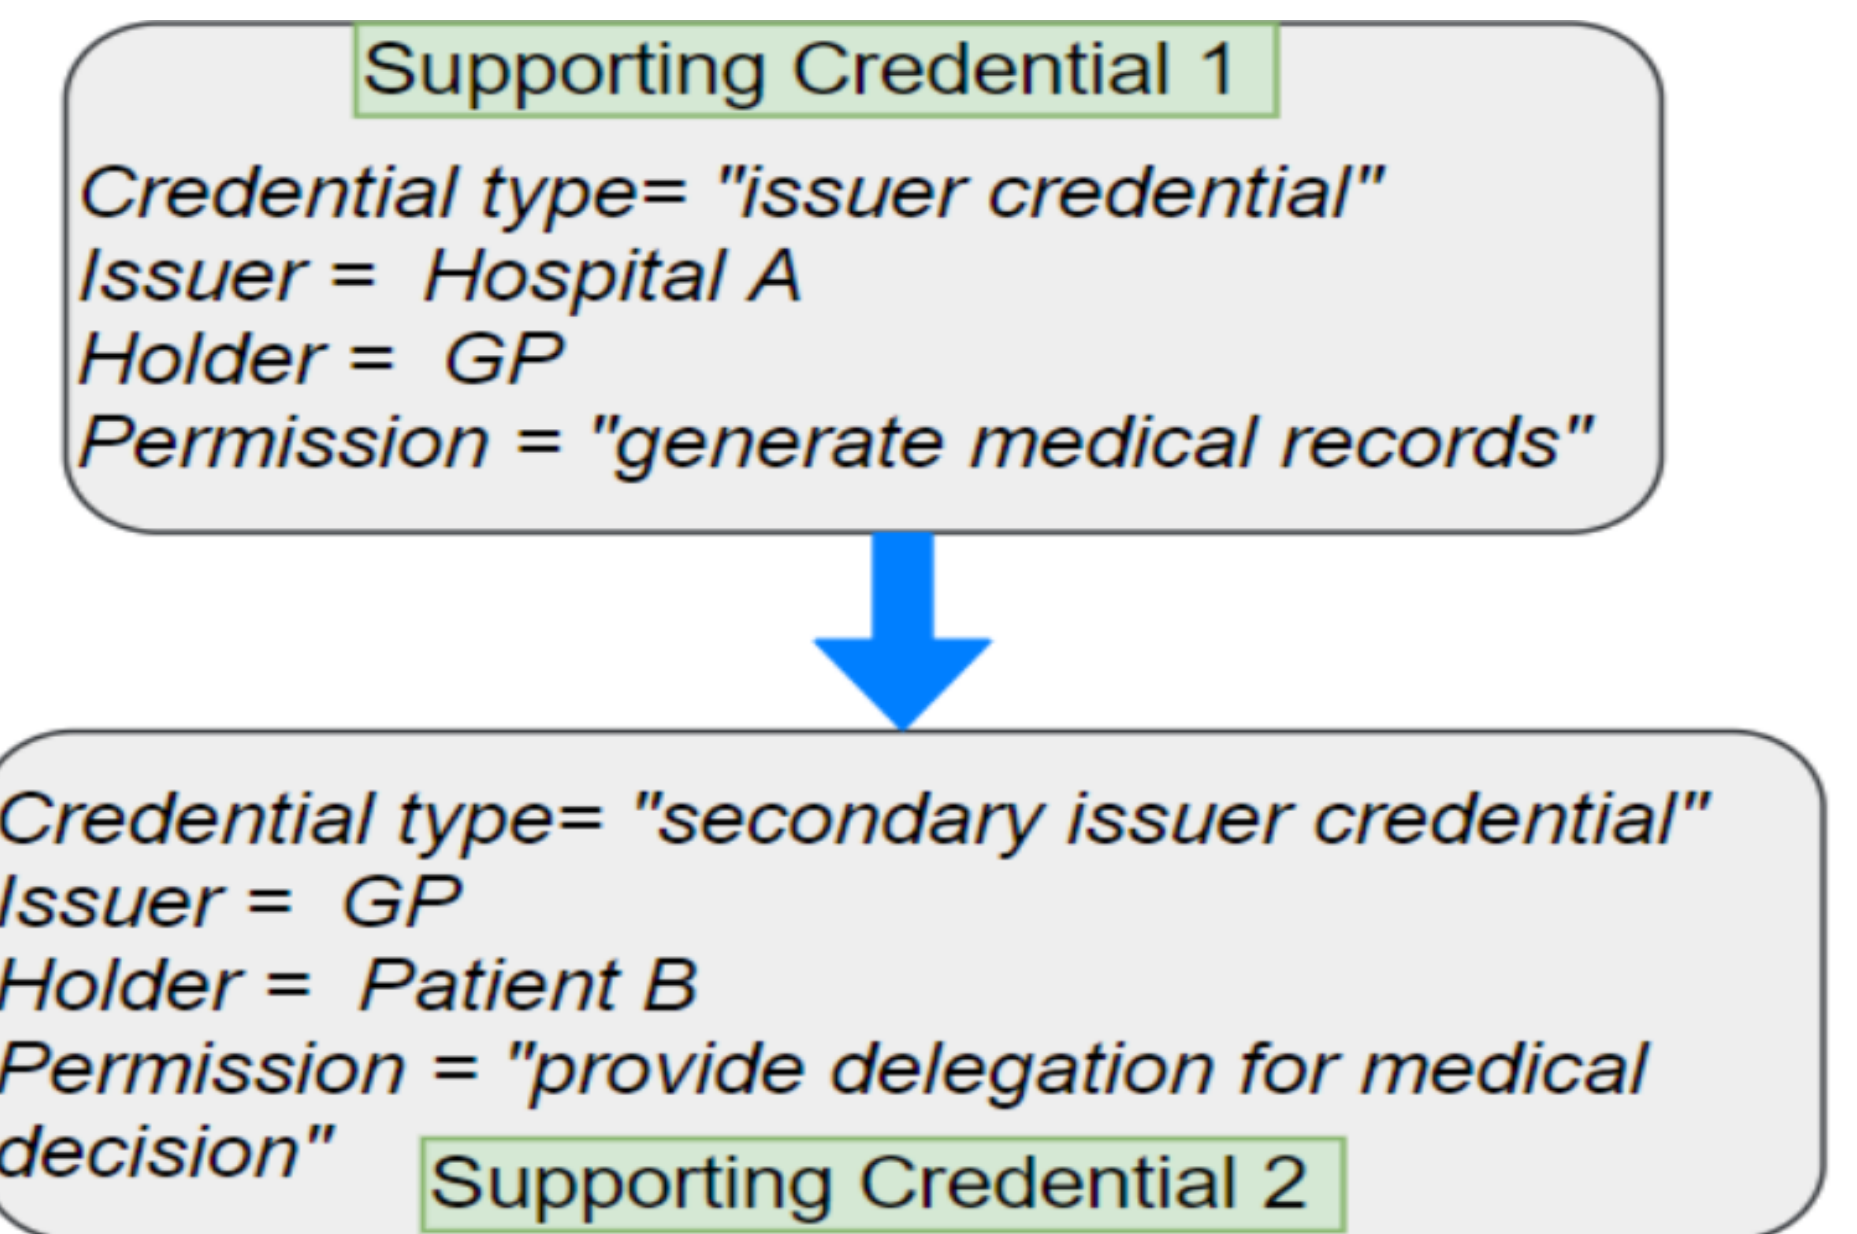 Supporting Credential 1
Credential type= "issuer credential"
Issuer =  Hospital A
Holder =  GP
Permission = "generate medical records"
Credential type= "secondary issuer credential"
Issuer =  GP
Holder =  Patient B
Permission = "provide delegation for medical
decision"
Supporting Credential 2